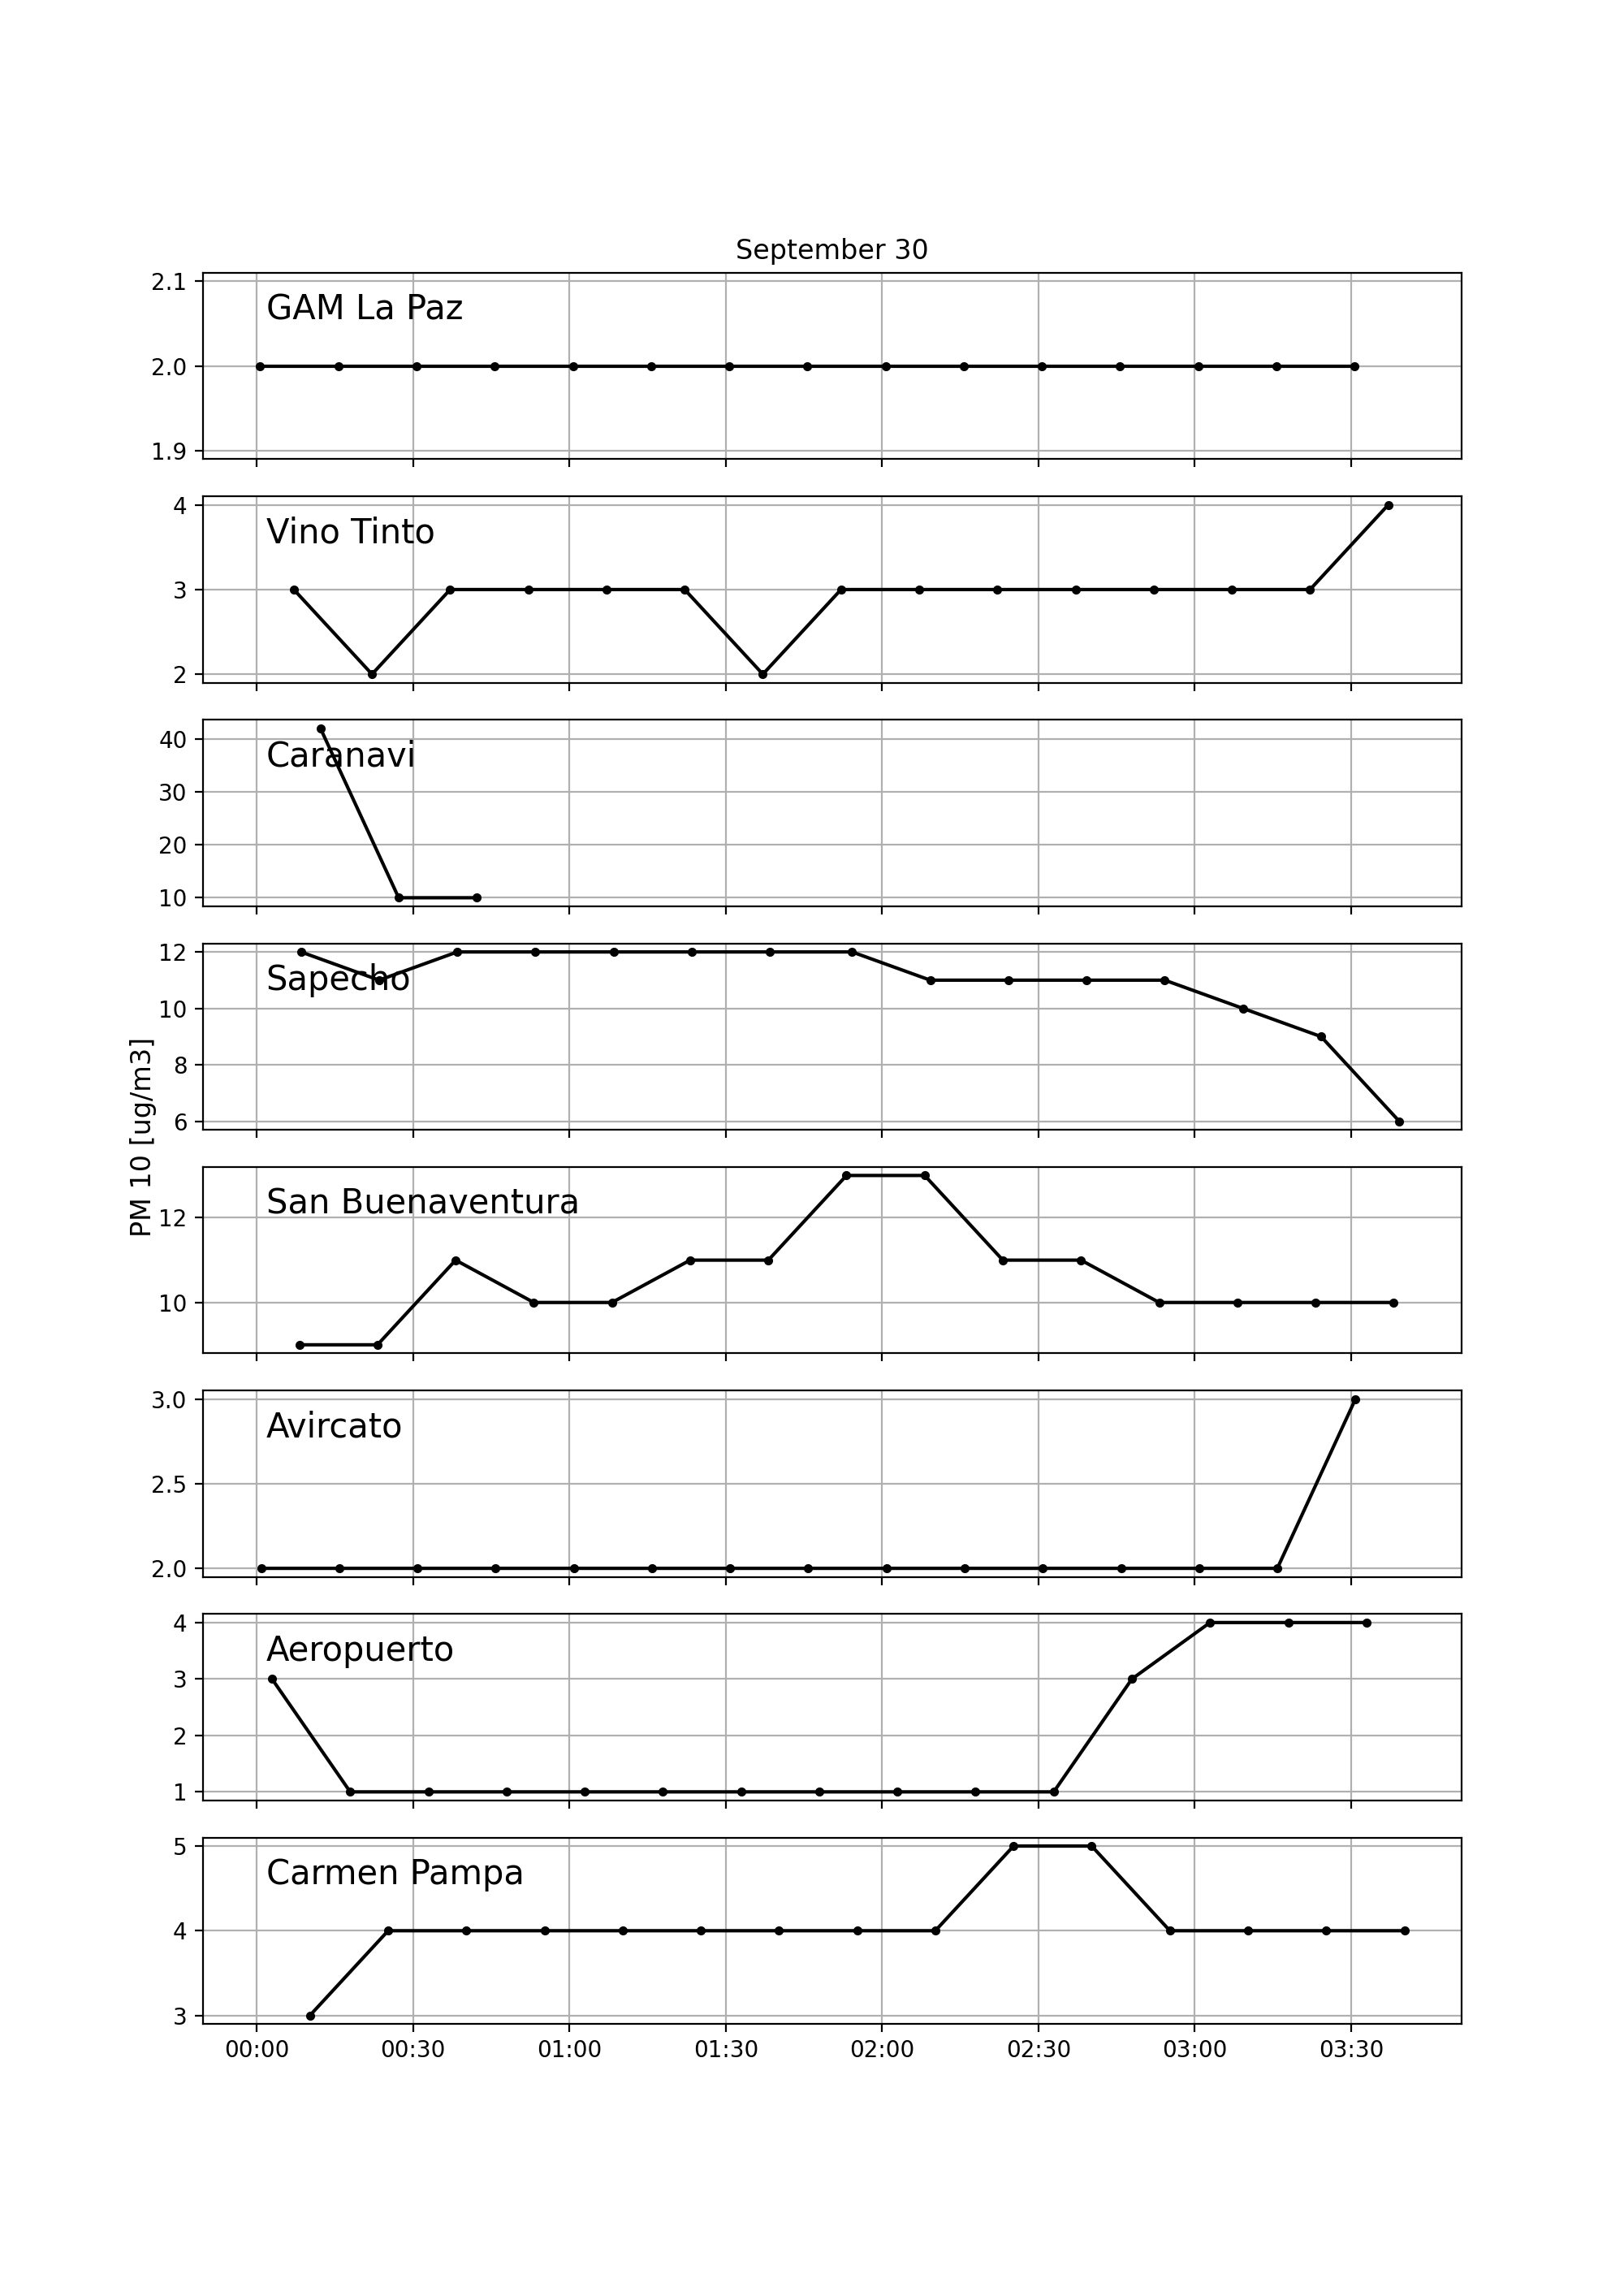 September 30
2.1
GAM La Paz
2.0
1.9
4
Vino Tinto
3
2
40
Caranavi
30
20
10
12
Sapecho
10
8
6
PM 10 [ug/m3]
San Buenaventura
12
10
3.0
Avircato
2.5
2.0
4
Aeropuerto
3
2
1
5
Carmen Pampa
4
3
00:00 00:30 01:00 01:30 02:00 02:30 03:00 03:30